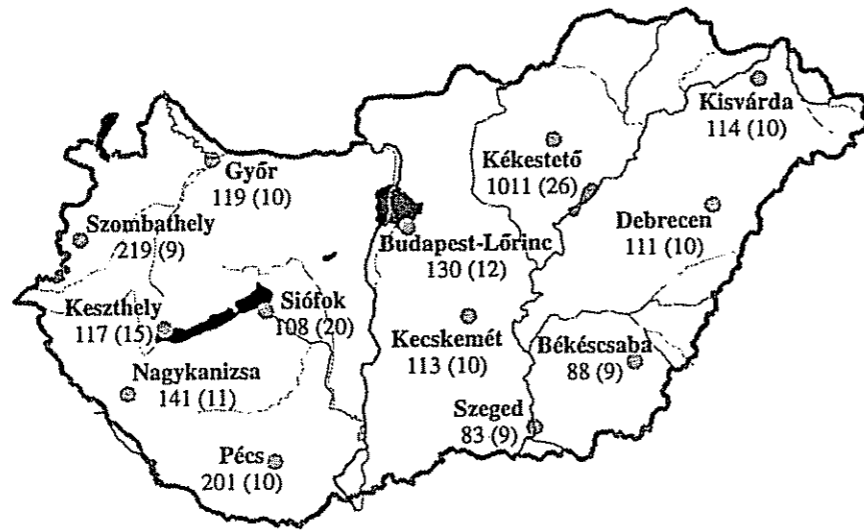 Kisvárda
114 (10)
Kékestető
1011 (26)
Győr
119 (10)
Szombathely
219 (9)
Debrecen
111 (10)
Budapest-Lőrinc
130 (12)
Keszthely
117 (15)
Siófok
108 (20)
Kecskemét
113 (10)
Békéscsaba
88 (9)
Nagykanizsa
141 (11)
Szeged
83 (9)
Pécs
201 (10)